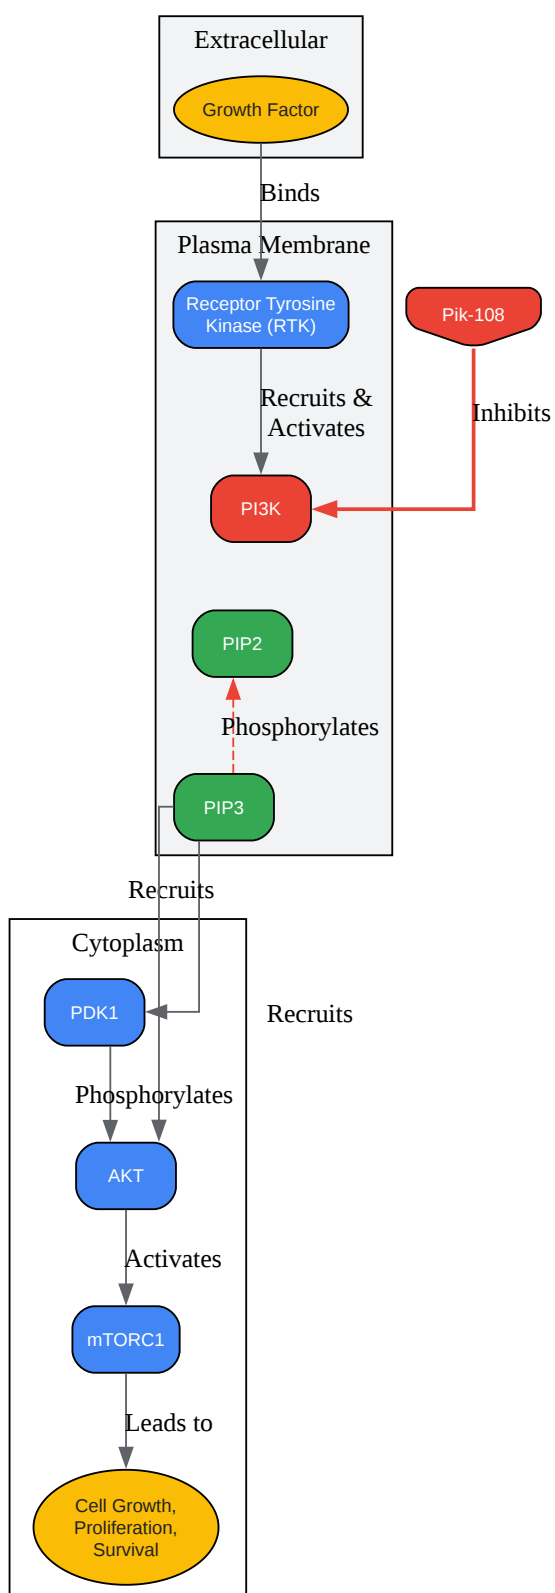 Extracellular
Growth Factor
Binds
Plasma Membrane
Receptor Tyrosine
Kinase (RTK)
Pik-108
Recruits &
Activates
Inhibits
PI3K
PIP2
Phosphorylates
PIP3
Recruits
Cytoplasm
PDK1
Recruits
Phosphorylates
AKT
Activates
mTORC1
Leads to
Cell Growth,
Proliferation,
Survival